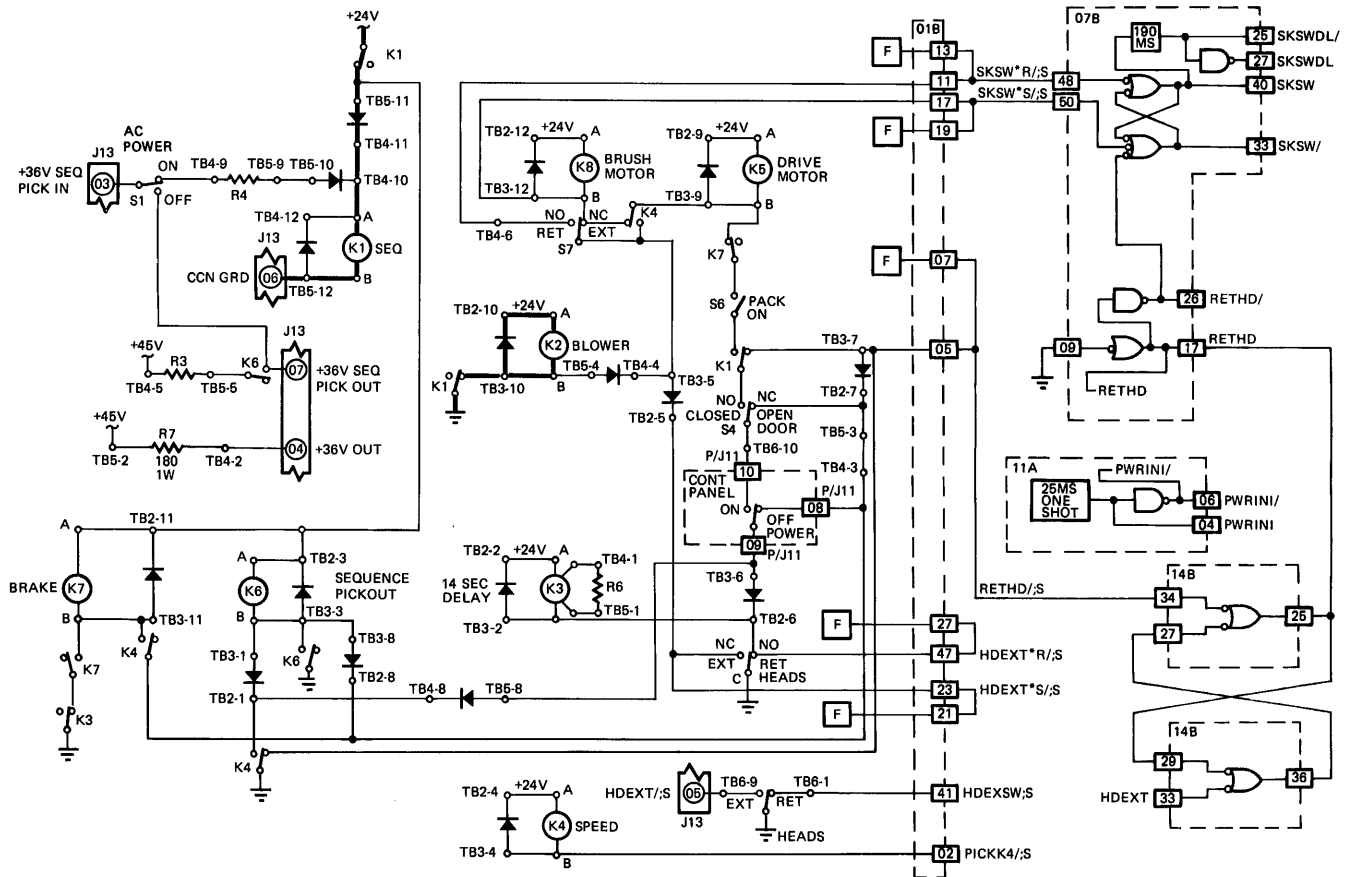 +24V
K1
TB5-11
TB4-11
TB4-10
AC
POWER
J13
+36V SEQ
PICK IN
03
ON
S1
OFF
TB4-9
R4
TB5-9
TB5-10
TB4-12
A
K1
SEQ
B
J13
CCN GRD
06
TB5-12
+45V
TB4-5
R3
TB5-5
K6
J13
07
+36V SEQ
PICK OUT
+45V
TB5-2
R7
180
1W
TB4-2
04
+36V OUT
A
TB2-11
BRAKE
K7
B
TB3-11
K7
K4
K3
A
TB2-3
K6
SEQUENCE
PICKOUT
B
TB3-3
TB3-1
K6
TB3-8
TB2-8
TB2-1
K4
TB4-8
TB5-8
TB2-12
+24V
A
K8
BRUSH
MOTOR
TB3-12
B
TB2-9
+24V
A
K5
DRIVE
MOTOR
TB3-9
B
TB4-6
NO
RET
NC
EXT
S7
K4
K7
S6
PACK
ON
TB2-10
+24V
A
K2
BLOWER
K1
TB3-10
B
TB5-4
TB4-4
TB3-5
TB2-5
K1
TB3-7
TB2-7
TB5-3
TB4-3
NO
CLOSED
S4
NC
OPEN
DOOR
TB6-10
P/J11
10
CONT
PANEL
ON
OFF
POWER
P/J11
08
09
P/J11
TB3-6
TB2-2
+24V
A
14 SEC
DELAY
K3
TB4-1
R6
TB5-1
TB3-2
B
TB2-6
NC
EXT
C
NO
RET
HEADS
HDEXT/;S
05
J13
TB6-9
EXT
TB6-1
RET
HEADS
TB2-4
+24V
A
K4
SPEED
TB3-4
B
01B
F
13
11
17
F
19
SKSW*R/;S
SKSW*S/;S
F
07
05
RETHD/;S
F
27
47
HDEXT*R/;S
23
HDEXT*S/;S
F
21
41
HDEXSW;S
02
PICKK4/;S
07B
190
MS
25
SKSWDL/
27
SKSWDL
48
40
SKSW
50
33
SKSW/
26
RETHD/
09
17
RETHD
RETHD
11A
25MS
ONE
SHOT
PWRINI/
06
PWRINI/
04
PWRINI
14B
34
27
25
14B
29
HDEXT
33
36